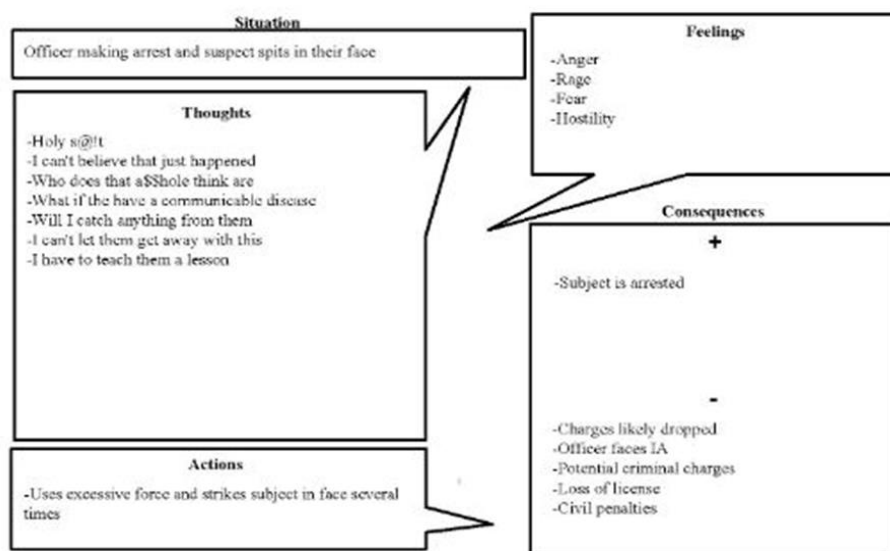 Situation
Officer making arrest and suspect spits in their face
Thoughts
-Holy s@!t
-I can't believe that just happened
-Who does that a$$hole think are
-What if the have a communicable disease
-Will I catch anything from them
-I can't let them get away with this
-I have to teach them a lesson
Actions
-Uses excessive force and strikes subject in face several
times
Feelings
-Anger
-Rage
-Fear
-Hostility
Consequences
+
-Subject is arrested
-
-Charges likely dropped
-Officer faces IA
-Potential criminal charges
-Loss of license
-Civil penalties